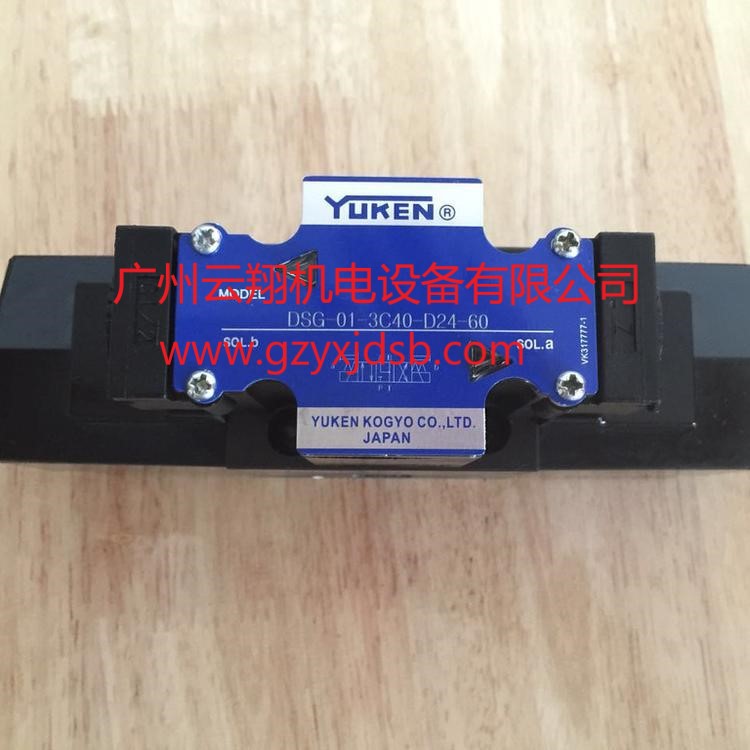 YUKEN®
广州云翔机电设备有限公司
MODEL
DSG-01-3C40-D24-60
SOL.b
SOL.a
www.gzyxjdsb.com
VK317777-1
P T
YUKEN KOGYO CO.,LTD.
JAPAN